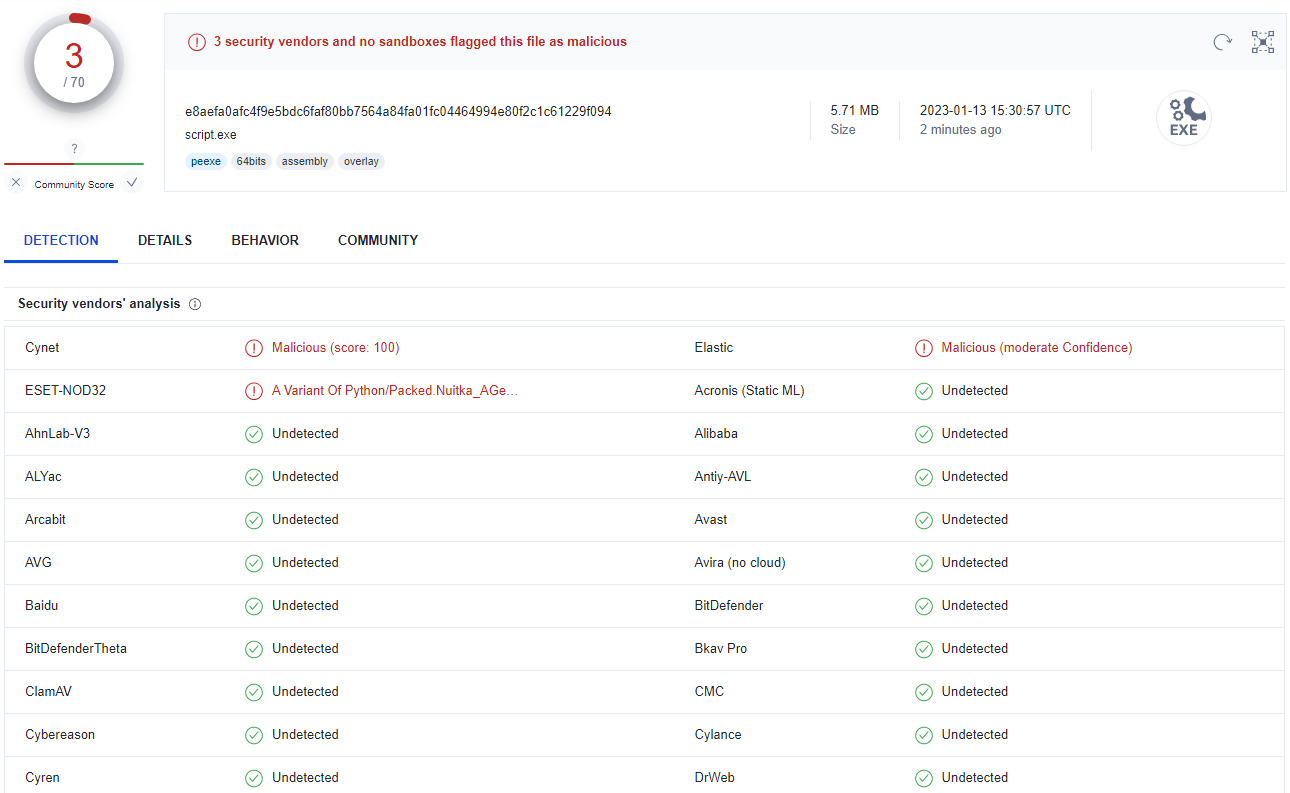 3
/ 70
?
Community Score
3 security vendors and no sandboxes flagged this file as malicious
e8aefa0afc4f9e5bdc6faf80bb7564a84fa01fc04464994e80f2c1c61229f094
script.exe
peexe 64bits assembly overlay
5.71 MB
Size
2023-01-13 15:30:57 UTC
2 minutes ago
EXE
DETECTION DETAILS BEHAVIOR COMMUNITY
Security vendors' analysis
Cynet Malicious (score: 100) Elastic Malicious (moderate Confidence)
ESET-NOD32 A Variant Of Python/Packed.Nuitka_AGe... Acronis (Static ML) Undetected
AhnLab-V3 Undetected Alibaba Undetected
ALYac Undetected Antiy-AVL Undetected
Arcabit Undetected Avast Undetected
AVG Undetected Avira (no cloud) Undetected
Baidu Undetected BitDefender Undetected
BitDefenderTheta Undetected Bkav Pro Undetected
ClamAV Undetected CMC Undetected
Cybereason Undetected Cylance Undetected
Cyren Undetected DrWeb Undetected